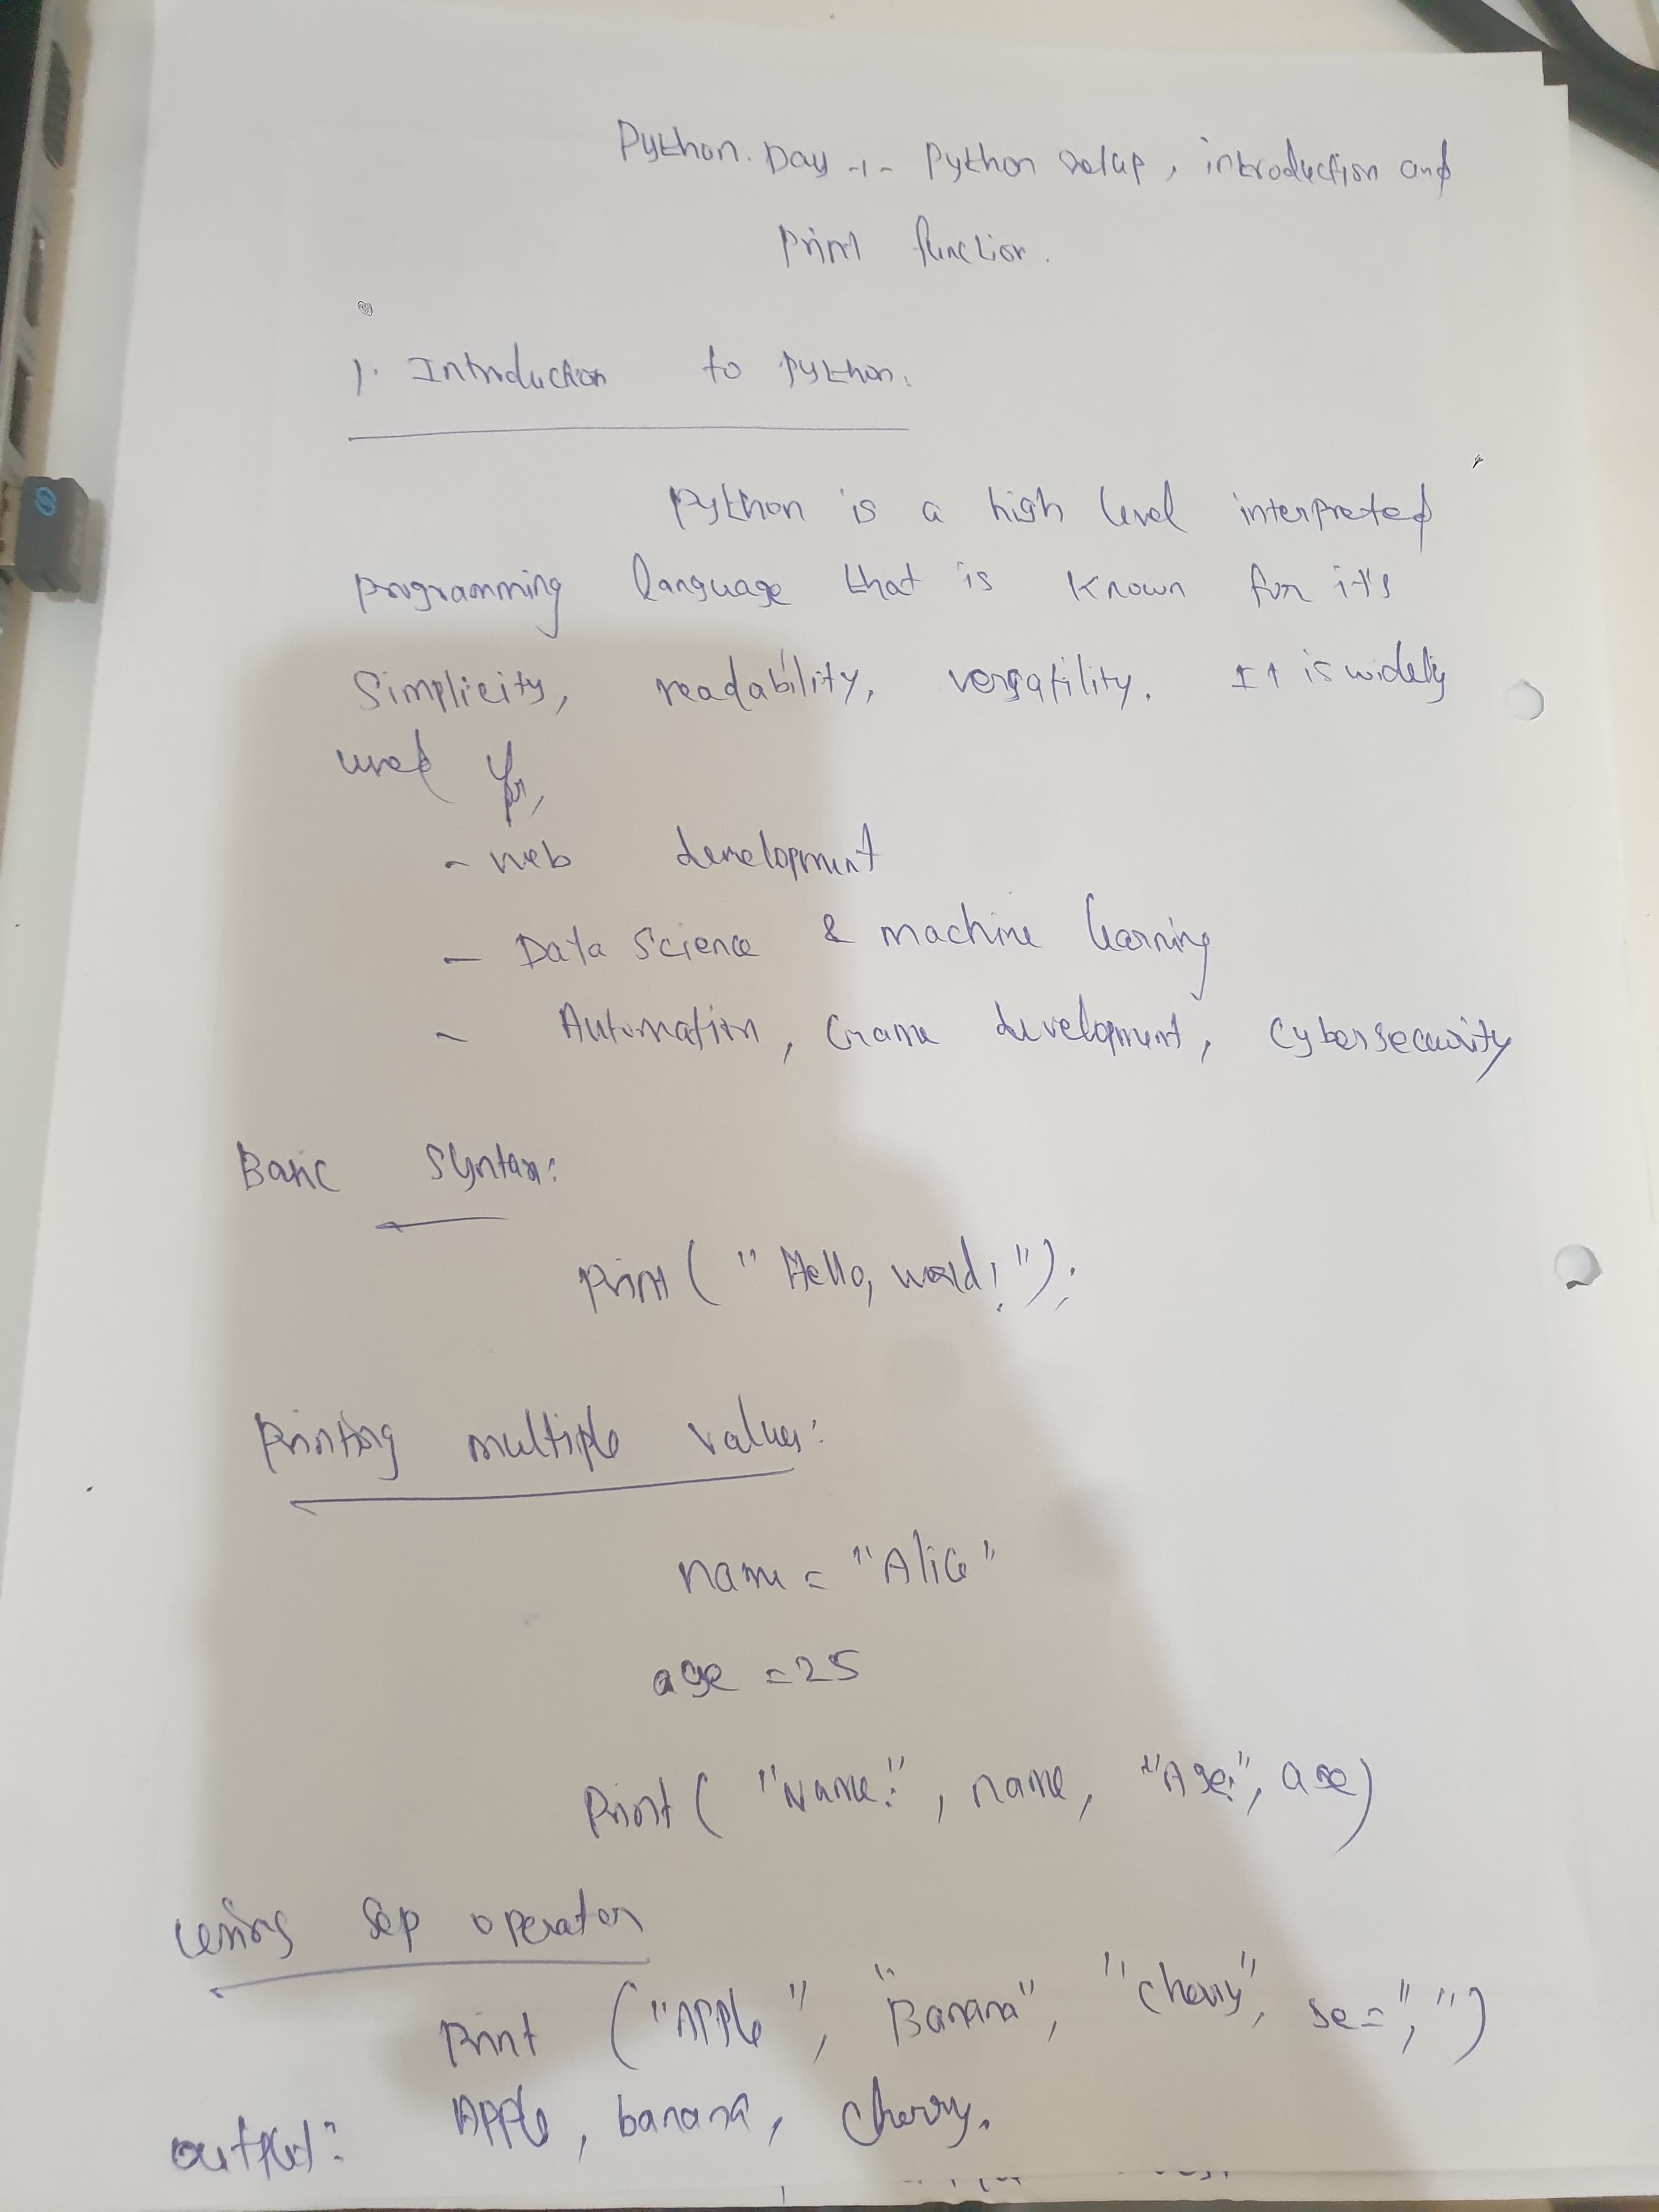 Python. Day -1- Python setup, introduction and
Print function.
1. Introduction to python.
Python is a high level interpreted
programming language that is known for it's
Simplicity, readability, versatility. It is widely
used for,
- web development
- Data Science & machine learning
- Automation, Game development, Cybersecurity
Basic Syntax:
Print ( " Hello, world! ");
Printing multiple values:
name = "Alice"
age = 25
Print ( "Name:", name, "Age:", age)
using sep operator
Print ("Apple", "Banana", "cherry", se=",")
output: Apple, banana, cherry.